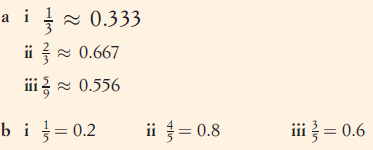 a i 1/3 ≈ 0.333
ii 2/3 ≈ 0.667
iii 5/9 ≈ 0.556
b i 1/5 = 0.2 ii 4/5 = 0.8 iii 3/5 = 0.6